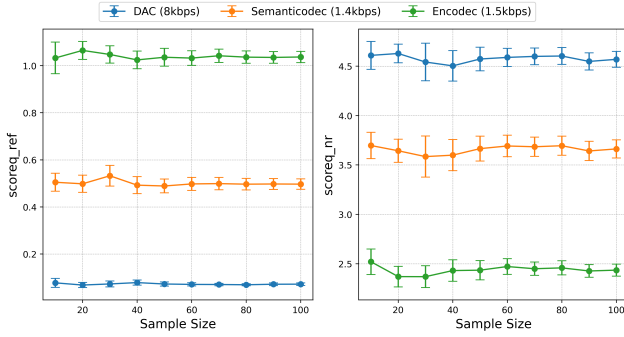 DAC (8kbps) Semanticodec (1.4kbps) Encodec (1.5kbps)
scoreq_ref
1.0
0.8
0.6
0.4
0.2
20 40 60 80 100
Sample Size
scoreq_nr
4.5
4.0
3.5
3.0
2.5
20 40 60 80 100
Sample Size